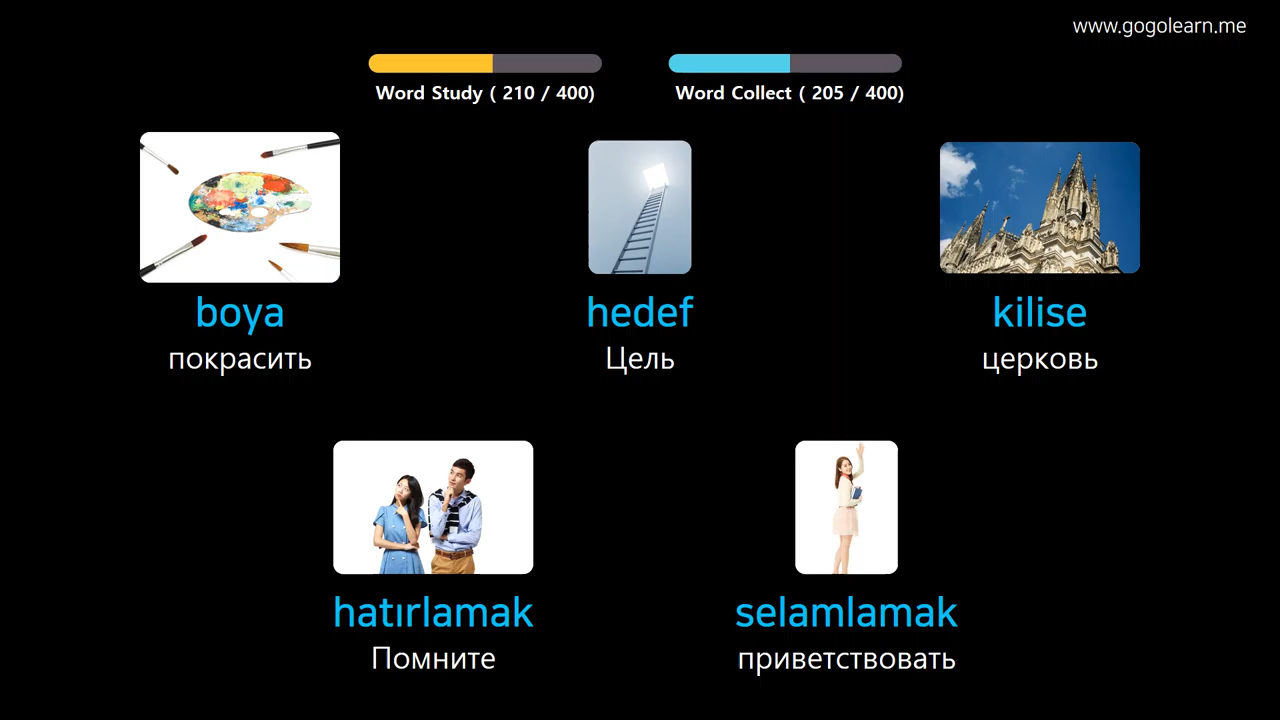 www.gogolearn.me
Word Study ( 210 / 400)
Word Collect ( 205 / 400)
boya
покрасить
hedef
Цель
kilise
церковь
hatırlamak
Помните
selamlamak
приветствовать